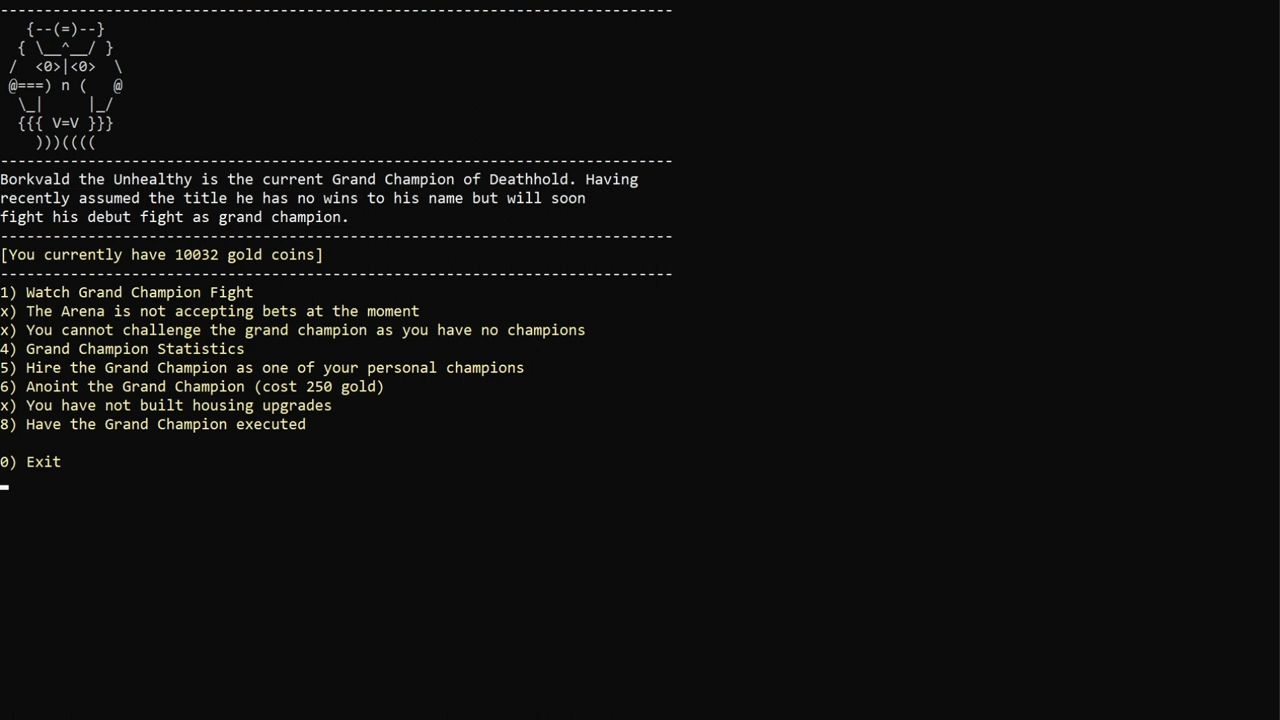 -----------------------------------------------------------------------------
   {--(=)--}
  { \__^__/ }
 /  <0>|<0>  \
 @===) n (   @
  \_|     |_/
  {{{ V=V }}}
    )))((((
-----------------------------------------------------------------------------
Borkvald the Unhealthy is the current Grand Champion of Deathhold. Having
recently assumed the title he has no wins to his name but will soon
fight his debut fight as grand champion.
-----------------------------------------------------------------------------
[You currently have 10032 gold coins]
-----------------------------------------------------------------------------
1) Watch Grand Champion Fight
x) The Arena is not accepting bets at the moment
x) You cannot challenge the grand champion as you have no champions
4) Grand Champion Statistics
5) Hire the Grand Champion as one of your personal champions
6) Anoint the Grand Champion (cost 250 gold)
x) You have not built housing upgrades
8) Have the Grand Champion executed
0) Exit